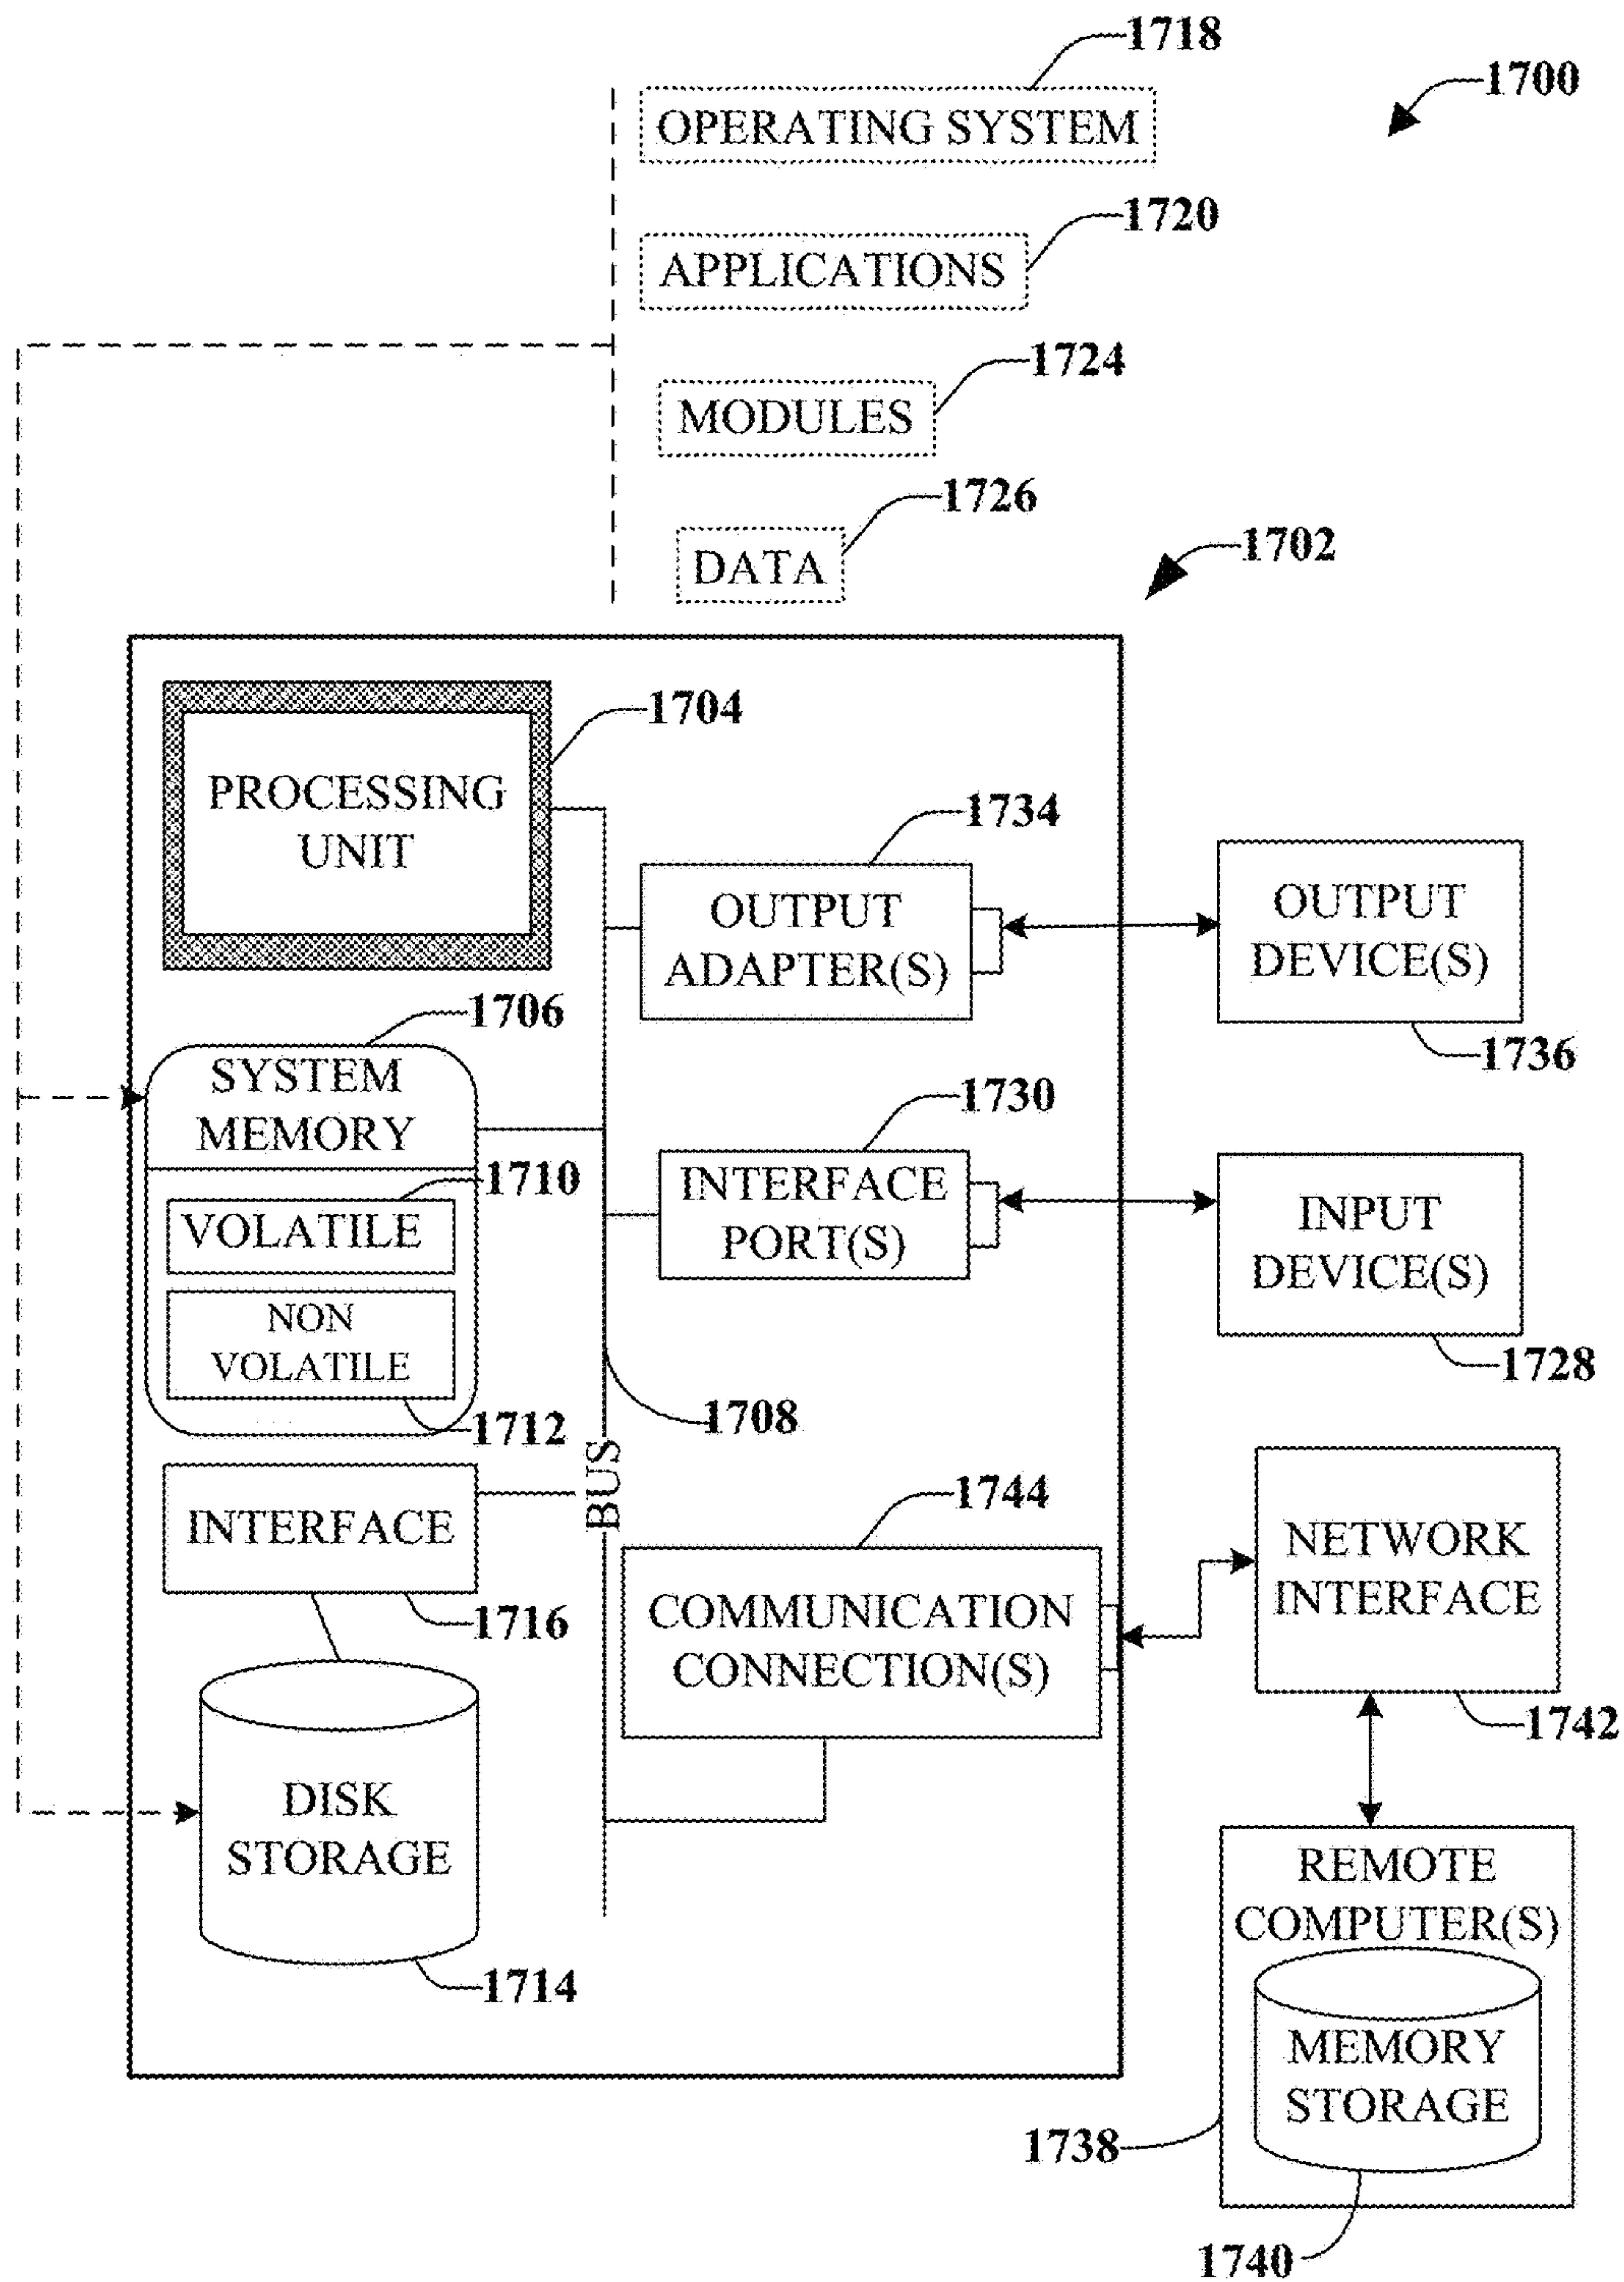 1718
1700
OPERATING SYSTEM
1720
APPLICATIONS
1724
MODULES
1726
DATA
1702
1704
PROCESSING
UNIT
1734
OUTPUT
ADAPTER(S)
OUTPUT
DEVICE(S)
1736
1706
SYSTEM
MEMORY
1710
VOLATILE
NON
VOLATILE
1712
1730
INTERFACE
PORT(S)
INPUT
DEVICE(S)
1728
1708
BUS
INTERFACE
1716
1744
COMMUNICATION
CONNECTION(S)
NETWORK
INTERFACE
1742
DISK
STORAGE
1714
REMOTE
COMPUTER(S)
MEMORY
STORAGE
1738
1740